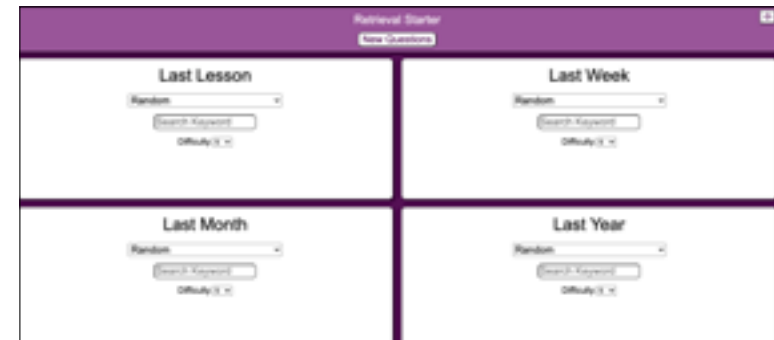 Retrieval Starter
New Questions
Last Lesson
Random
Search Keyword
Difficulty
Last Week
Random
Search Keyword
Difficulty
Last Month
Random
Search Keyword
Difficulty
Last Year
Random
Search Keyword
Difficulty